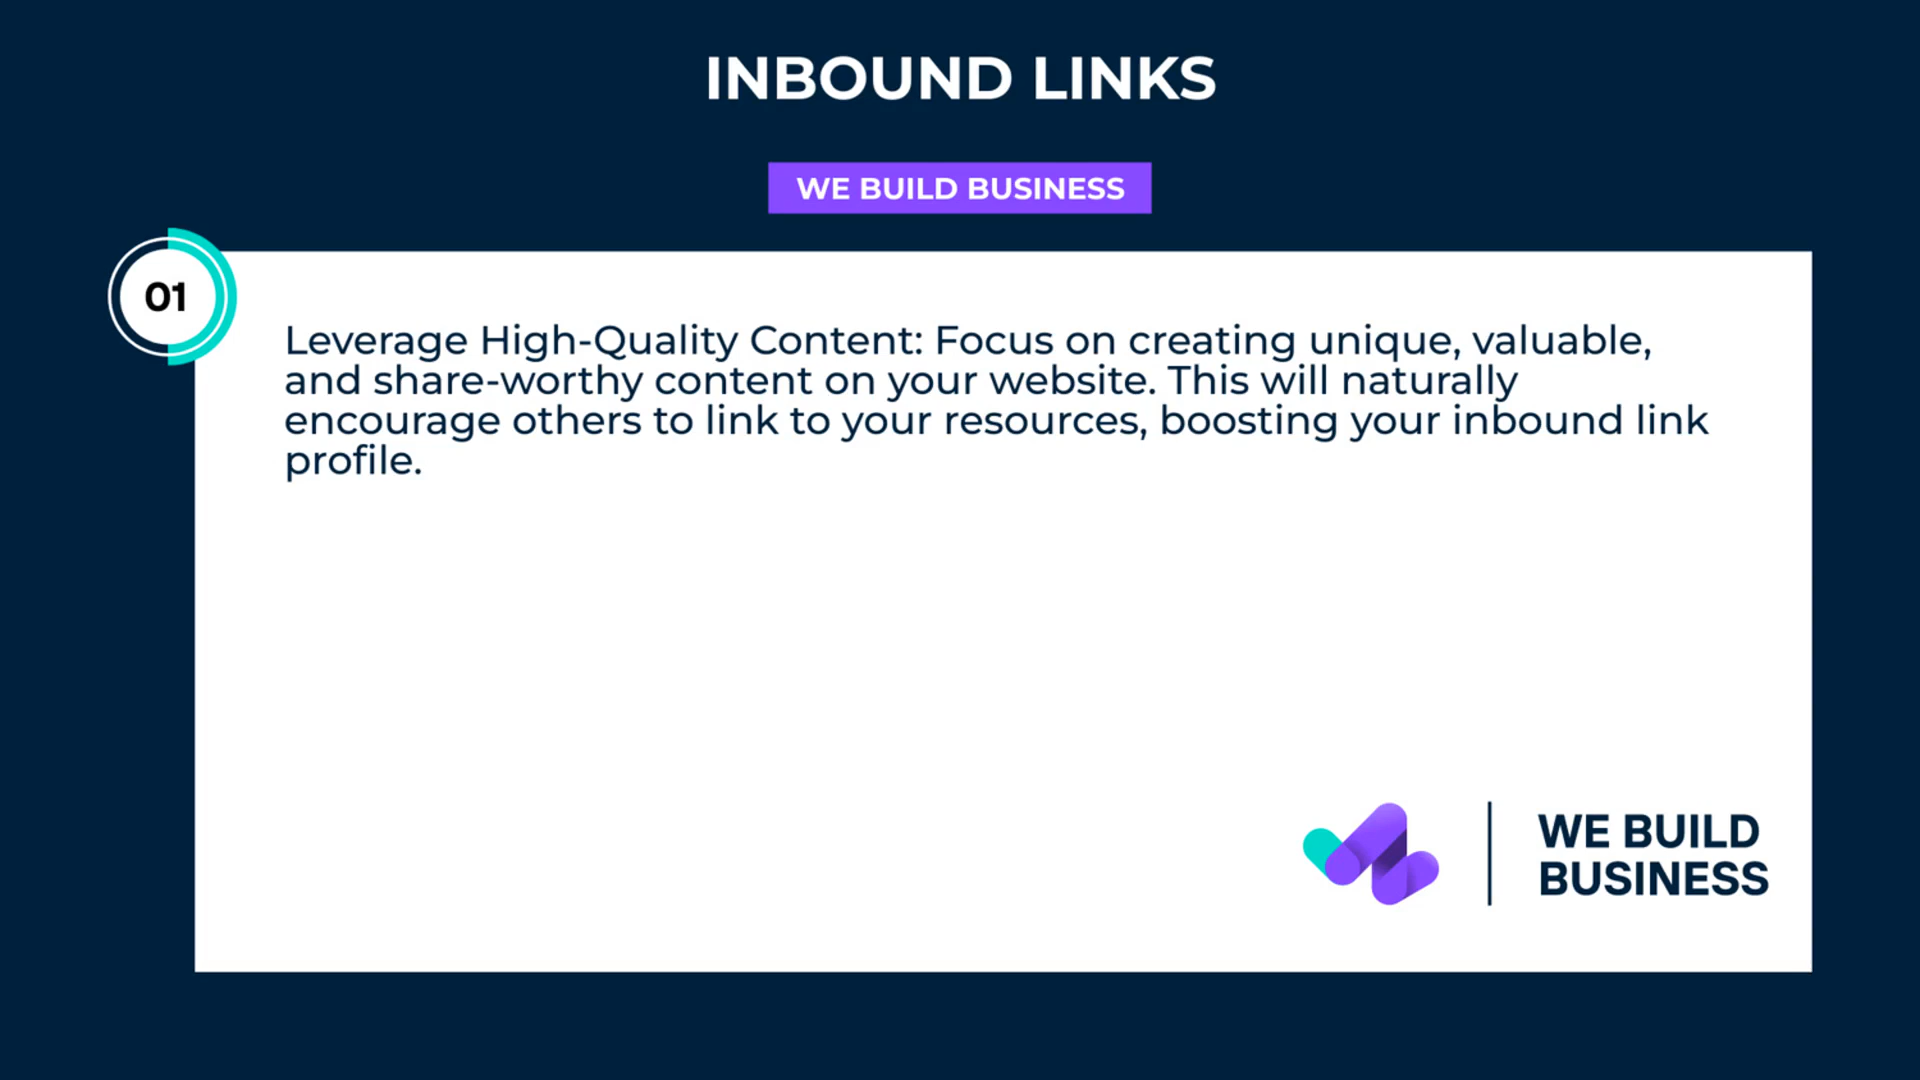 INBOUND LINKS
WE BUILD BUSINESS
01
Leverage High-Quality Content: Focus on creating unique, valuable,
and share-worthy content on your website. This will naturally
encourage others to link to your resources, boosting your inbound link
profile.
WE BUILD
BUSINESS